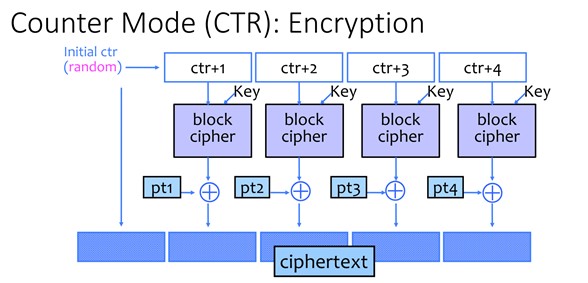 Counter Mode (CTR): Encryption
Initial ctr
(random)
ctr+1 ctr+2 ctr+3 ctr+4
Key Key Key Key
block block block block
cipher cipher cipher cipher
pt1 pt2 pt3 pt4
ciphertext